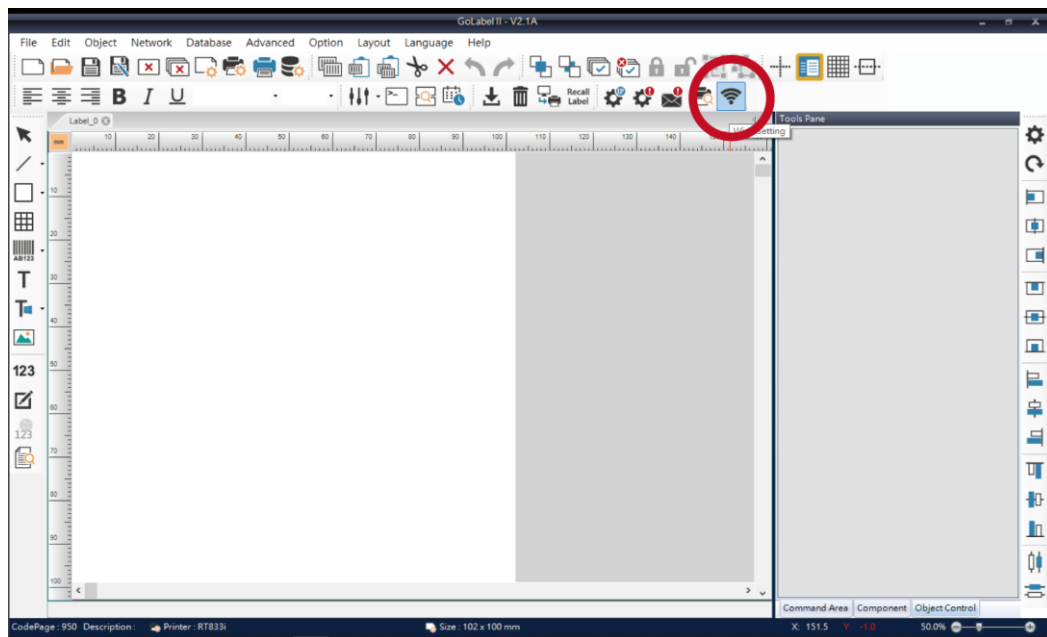 GoLabel II - V2.1A
File Edit Object Network Database Advanced Option Layout Language Help
B I U
Recall
Label
IP
Label_0
Tools Pane
mm 10 20 30 40 50 60 70 80 90 100 110 120 130 140
Setting
10
20
AB123
T
30
T
40
123
50
60
123
70
80
90
100
Command Area Component Object Control
CodePage : 950 Description : Printer : RT833i Size : 102 x 100 mm X: 151.5 Y: -1.0 50.0%